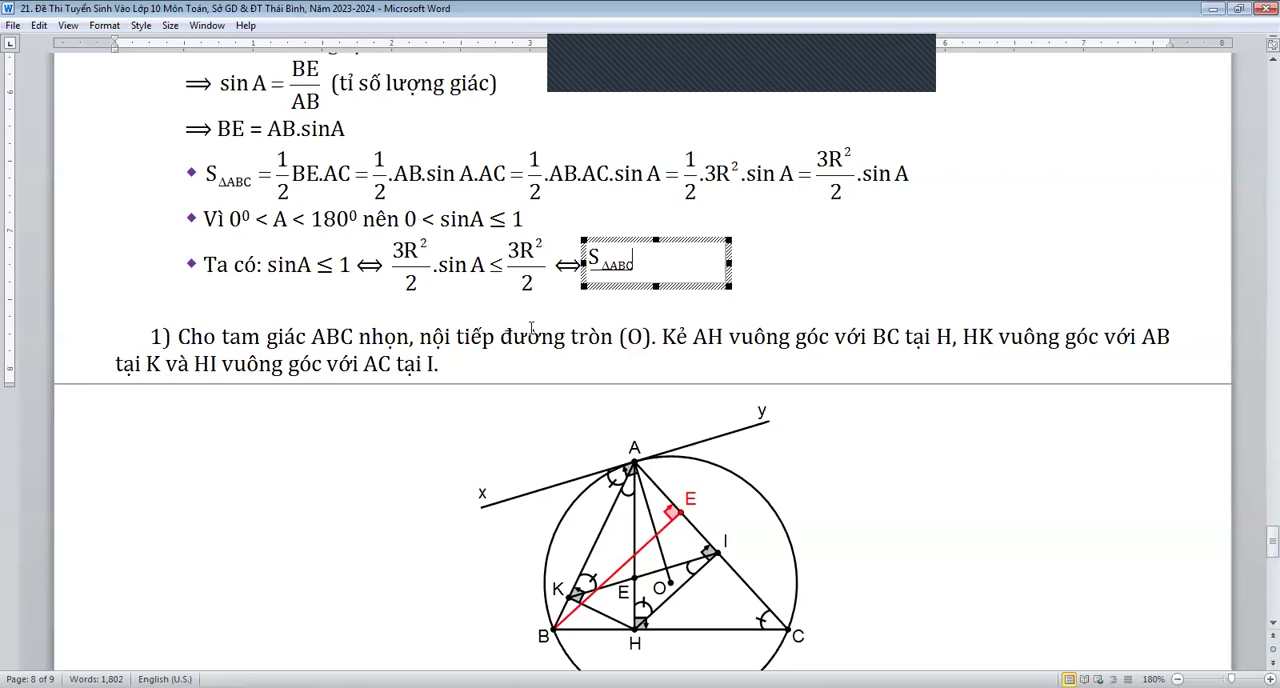 21. Đề Thi Tuyển Sinh Vào Lớp 10 Môn Toán, Sở GD & ĐT Thái Bình, Năm 2023-2024 - Microsoft Word
File Edit View Format Style Size Window Help
1 2 3 6 7 8
⟹ sin A = BE/AB (tỉ số lượng giác)
⟹ BE = AB.sinA
◆ S_ΔABC = 1/2 BE.AC = 1/2 .AB.sin A.AC = 1/2 .AB.AC.sin A = 1/2 .3R² .sin A = 3R²/2 .sin A
◆ Vì 0⁰ < A < 180⁰ nên 0 < sinA ≤ 1
◆ Ta có: sinA ≤ 1 ⟺ 3R²/2 .sin A ≤ 3R²/2 ⟺ S_ΔABC
1) Cho tam giác ABC nhọn, nội tiếp đường tròn (O). Kẻ AH vuông góc với BC tại H, HK vuông góc với AB
tại K và HI vuông góc với AC tại I.
y
A
x
E
I
K
E
O
B
H
C
Page: 8 of 9 Words: 1,802 English (U.S.) 180%